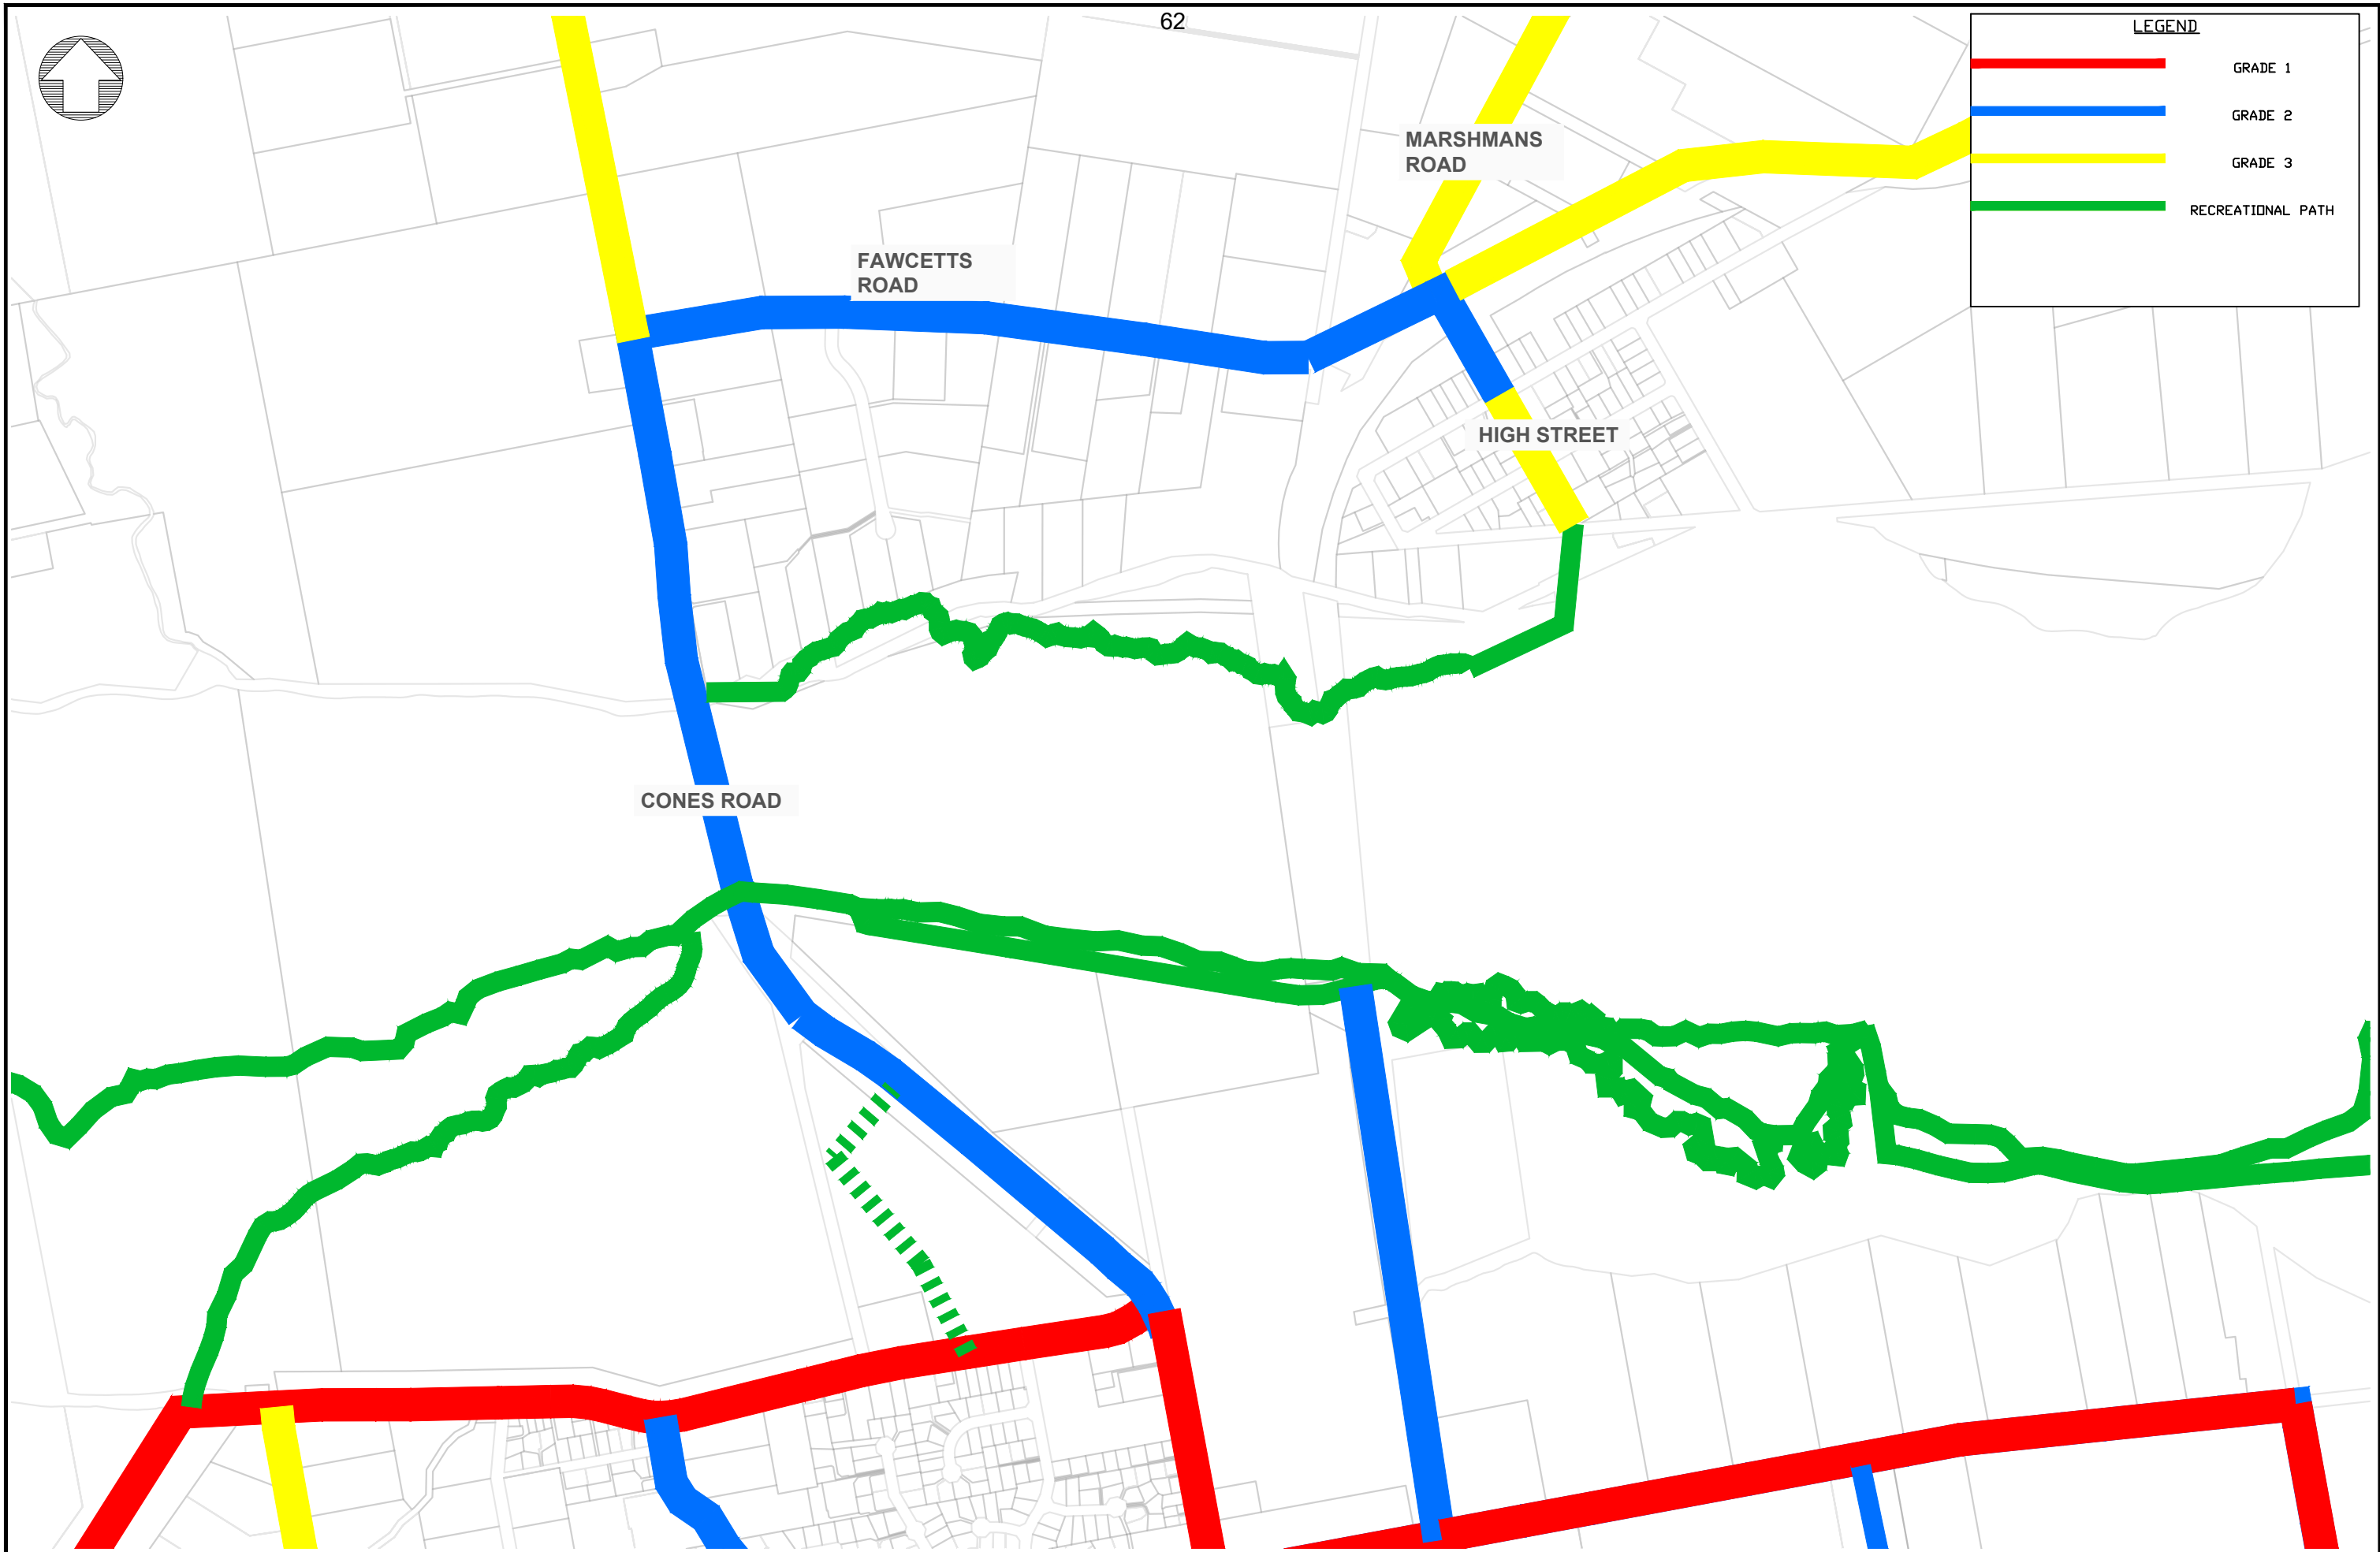 62
LEGEND
GRADE 1
GRADE 2
GRADE 3
RECREATIONAL PATH
MARSHMANS
ROAD
FAWCETTS
ROAD
HIGH STREET
CONES ROAD